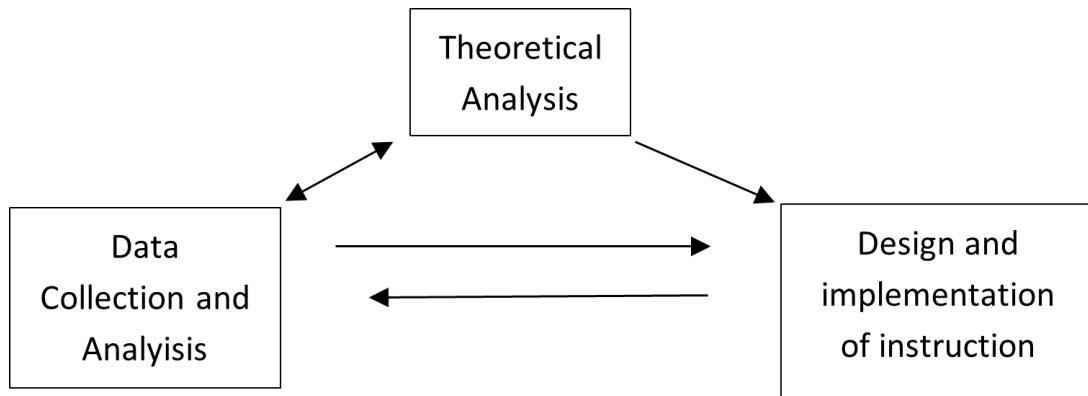 Theoretical
Analysis
Data
Collection and
Analyisis
Design and
implementation
of instruction